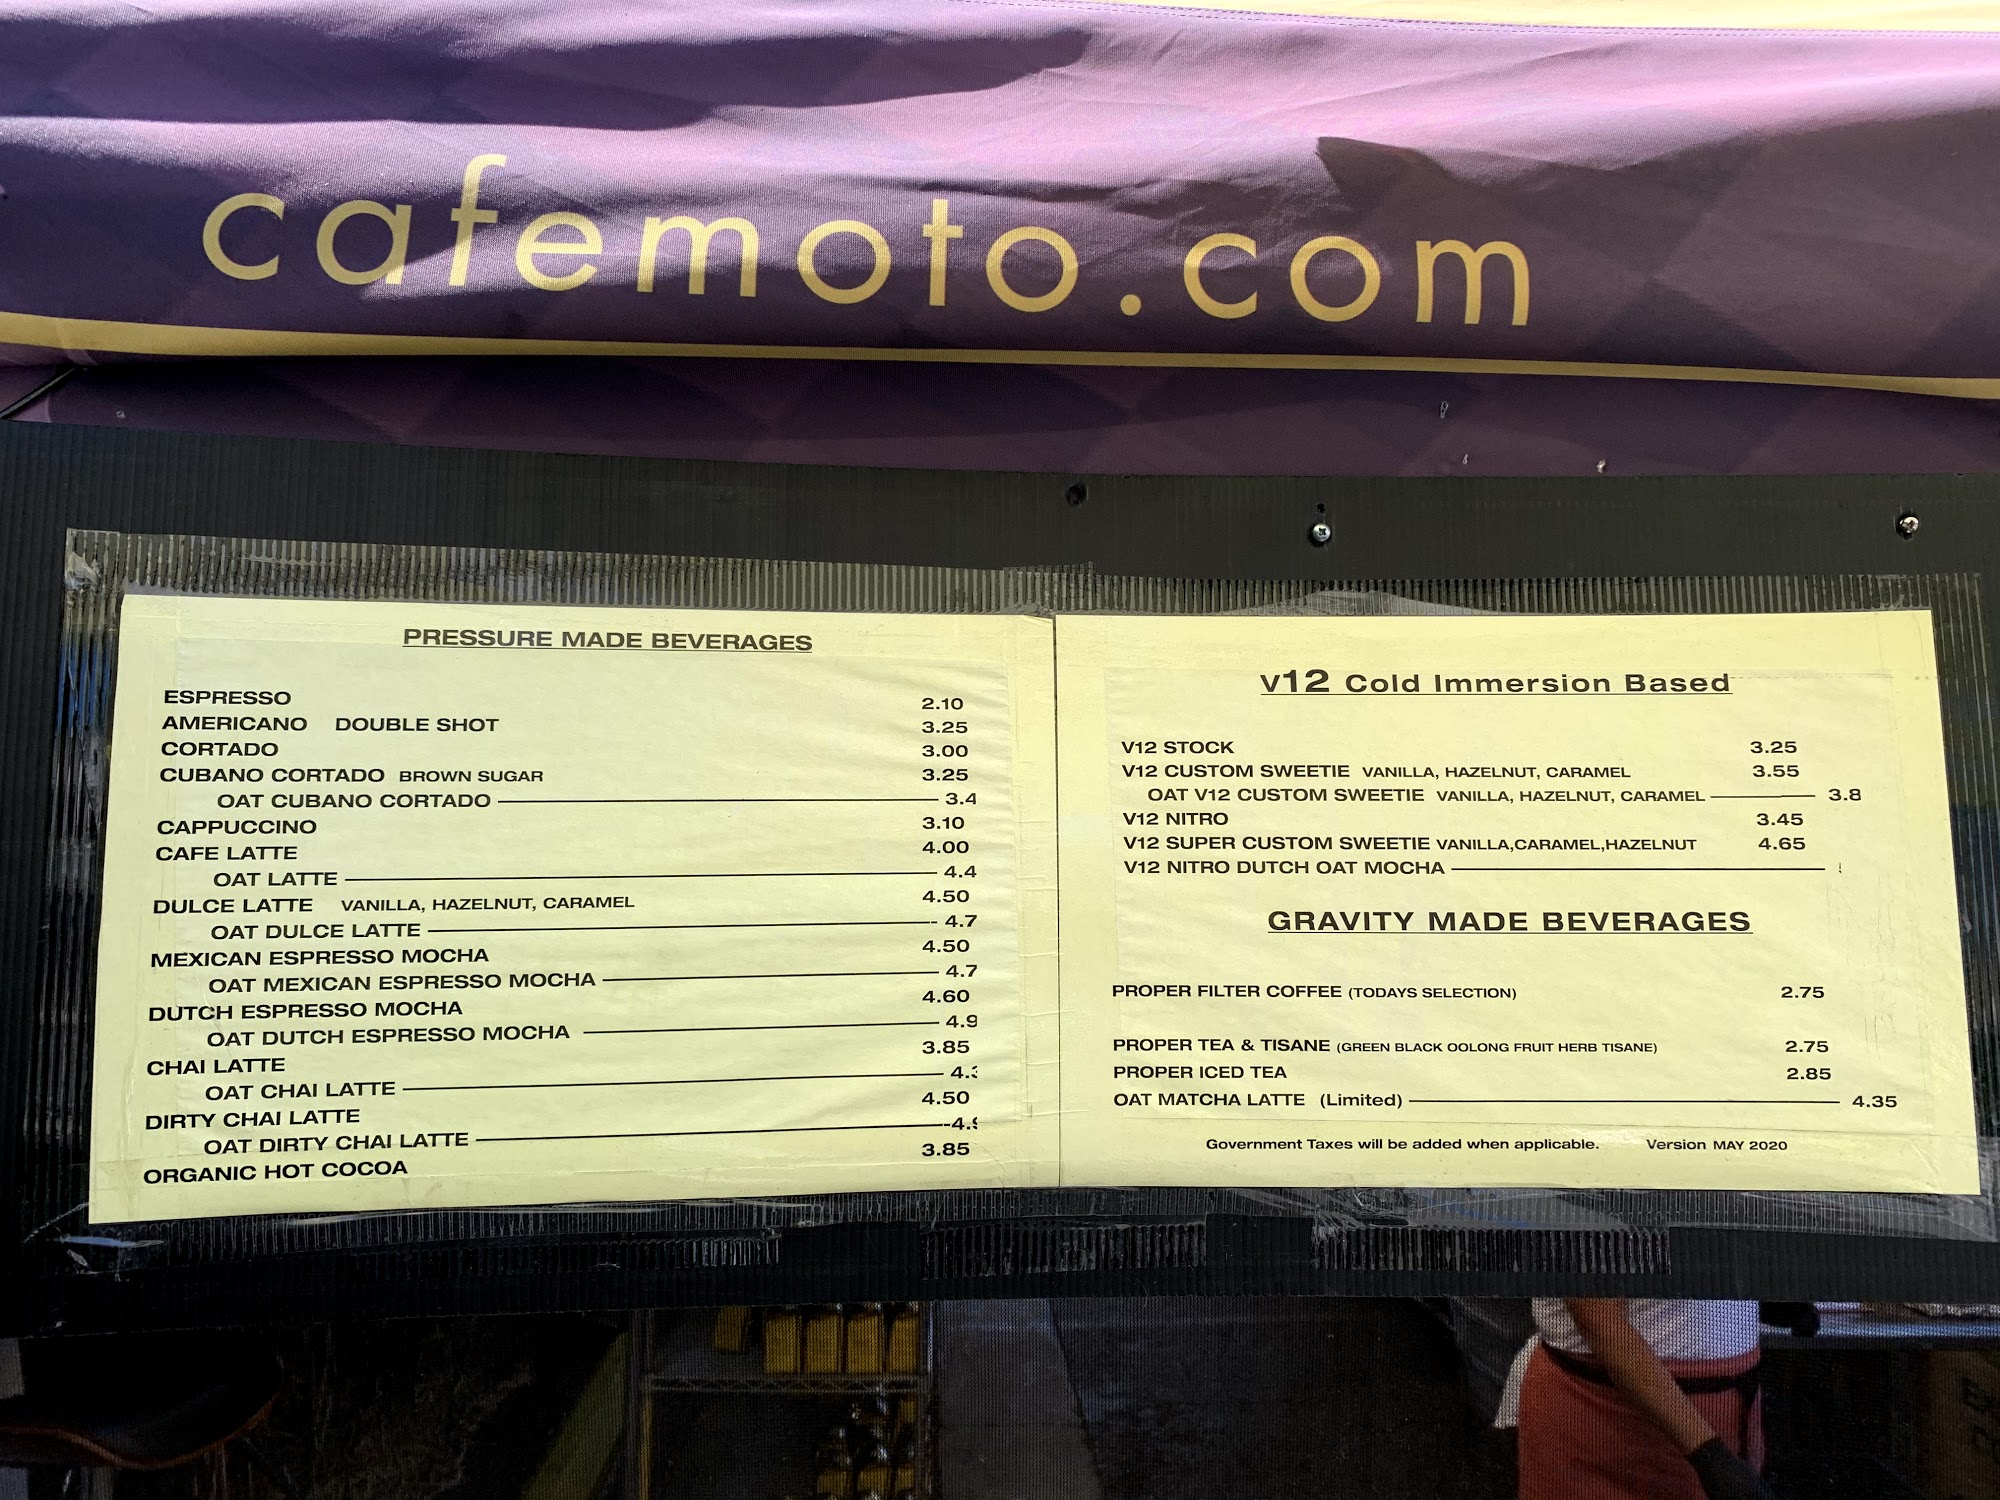 cafemoto.com
PRESSURE MADE BEVERAGES
ESPRESSO 2.10
AMERICANO DOUBLE SHOT 3.25
CORTADO 3.00
CUBANO CORTADO BROWN SUGAR 3.25
OAT CUBANO CORTADO 3.4
CAPPUCCINO 3.10
CAFE LATTE 4.00
OAT LATTE 4.4
DULCE LATTE VANILLA, HAZELNUT, CARAMEL 4.50
OAT DULCE LATTE 4.7
MEXICAN ESPRESSO MOCHA 4.50
OAT MEXICAN ESPRESSO MOCHA 4.7
DUTCH ESPRESSO MOCHA 4.60
OAT DUTCH ESPRESSO MOCHA 4.9
CHAI LATTE 3.85
OAT CHAI LATTE
DIRTY CHAI LATTE 4.50
OAT DIRTY CHAI LATTE
ORGANIC HOT COCOA 3.85
V12 Cold Immersion Based
V12 STOCK 3.25
V12 CUSTOM SWEETIE VANILLA, HAZELNUT, CARAMEL 3.55
OAT V12 CUSTOM SWEETIE VANILLA, HAZELNUT, CARAMEL 3.8
V12 NITRO 3.45
V12 SUPER CUSTOM SWEETIE VANILLA,CARAMEL,HAZELNUT 4.65
V12 NITRO DUTCH OAT MOCHA
GRAVITY MADE BEVERAGES
PROPER FILTER COFFEE (TODAYS SELECTION) 2.75
PROPER TEA & TISANE (GREEN BLACK OOLONG FRUIT HERB TISANE) 2.75
PROPER ICED TEA 2.85
OAT MATCHA LATTE (Limited) 4.35
Government Taxes will be added when applicable. Version MAY 2020